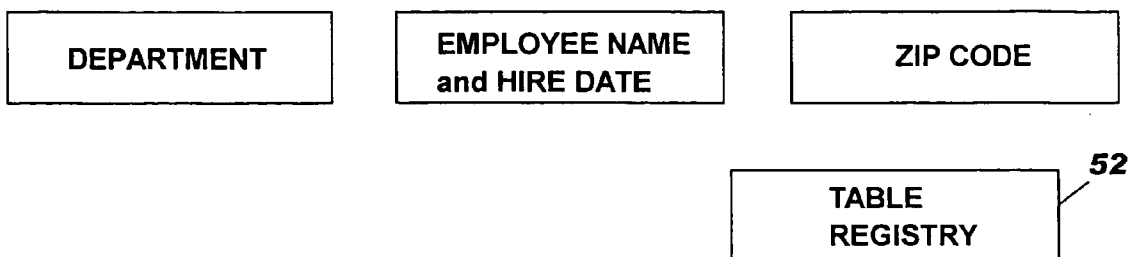 DEPARTMENT
EMPLOYEE NAME
and HIRE DATE
ZIP CODE
52
TABLE
REGISTRY